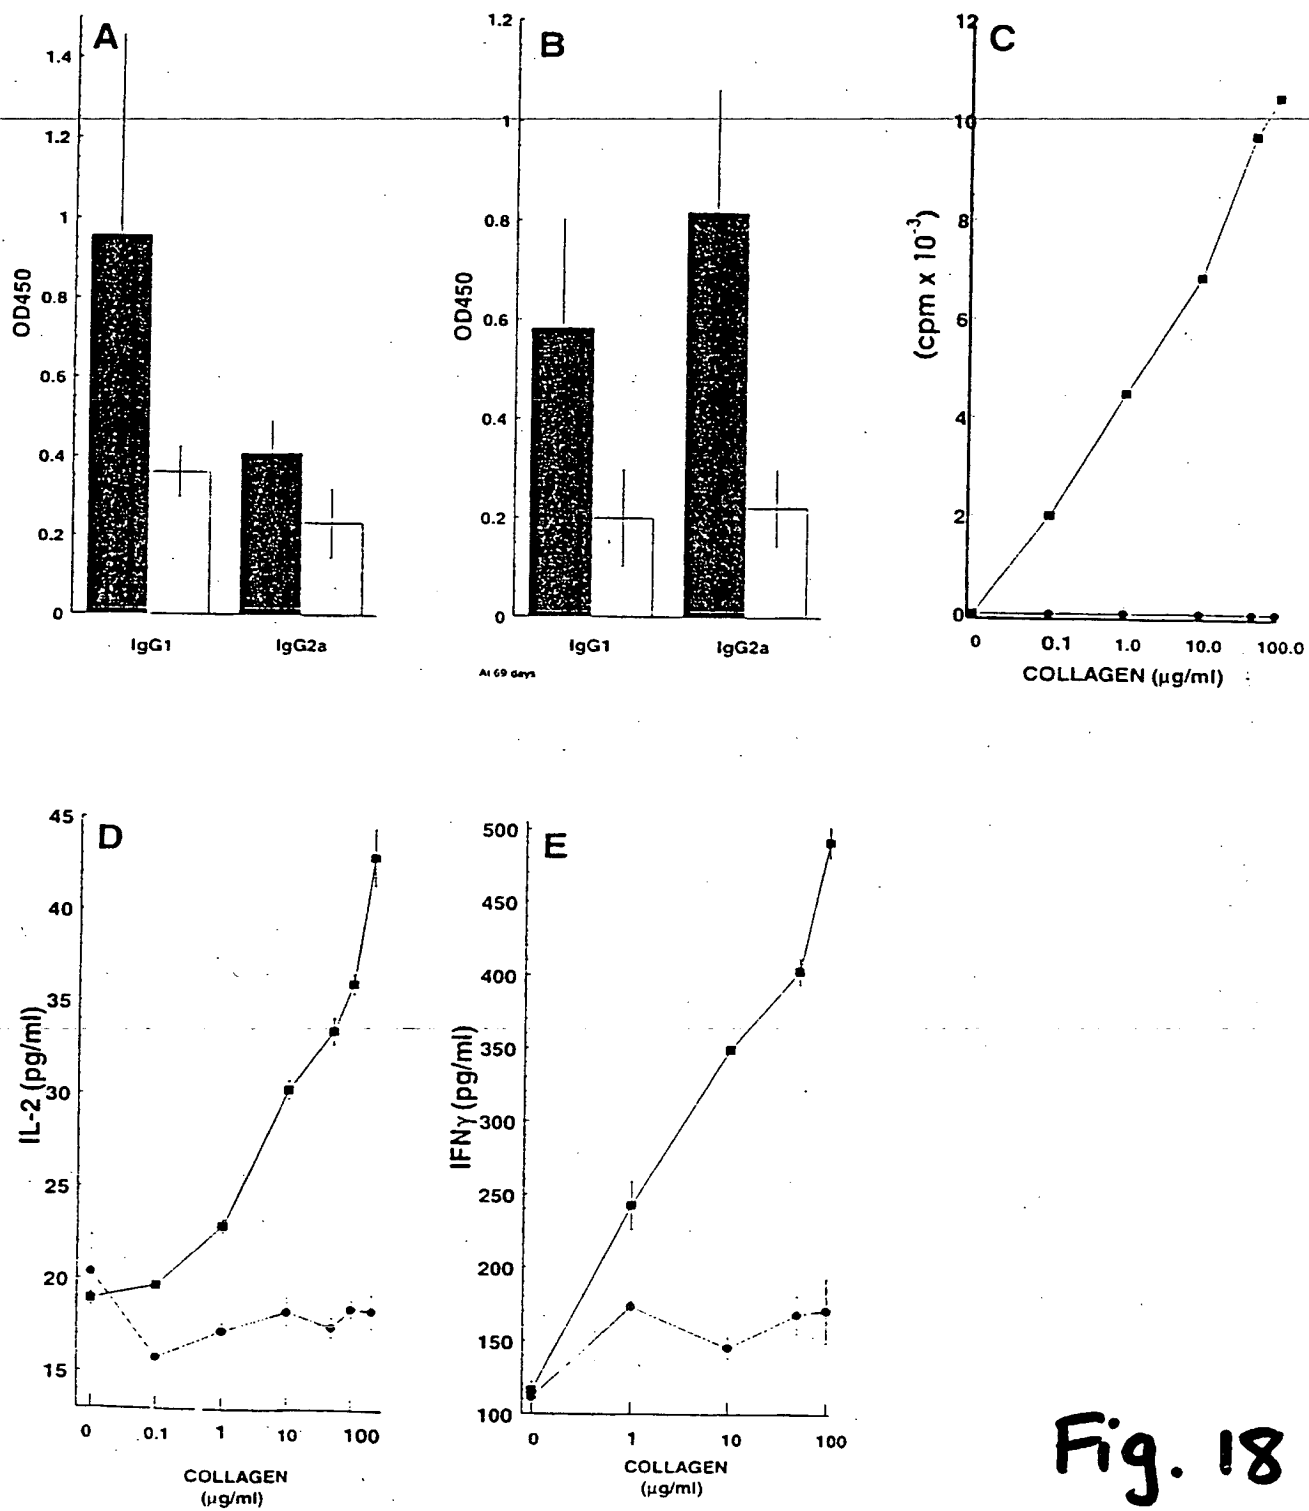 A
1.4
1.2
1
0.8
0.6
0.4
0.2
0
OD450
IgG1 IgG2a
B
1.2
1
0.8
0.6
0.4
0.2
0
OD450
IgG1 IgG2a
At 69 days
C
12
10
8
6
4
2
0
(cpm x 10⁻³)
0 0.1 1.0 10.0 100.0
COLLAGEN (µg/ml)
D
45
40
35
30
25
20
15
IL-2 (pg/ml)
0 0.1 1 10 100
COLLAGEN
(µg/ml)
E
500
450
400
350
300
250
200
150
100
IFNγ (pg/ml)
0 1 10 100
COLLAGEN
(µg/ml)
Fig. 18